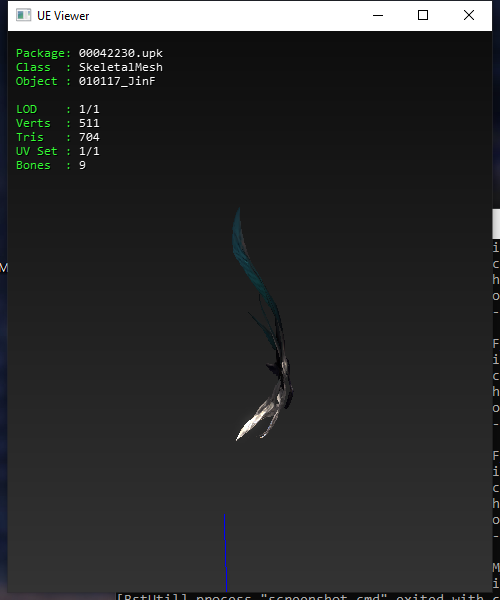 UE Viewer
Package: 00042230.upk
Class  : SkeletalMesh
Object : 010117_JinF
LOD    : 1/1
Verts  : 511
Tris   : 704
UV Set : 1/1
Bones  : 9
M
i
c
h
o
-
F
i
c
h
o
-
F
i
c
h
o
-
M
i
[BstUtil] process "screenshot.cmd" exited with c